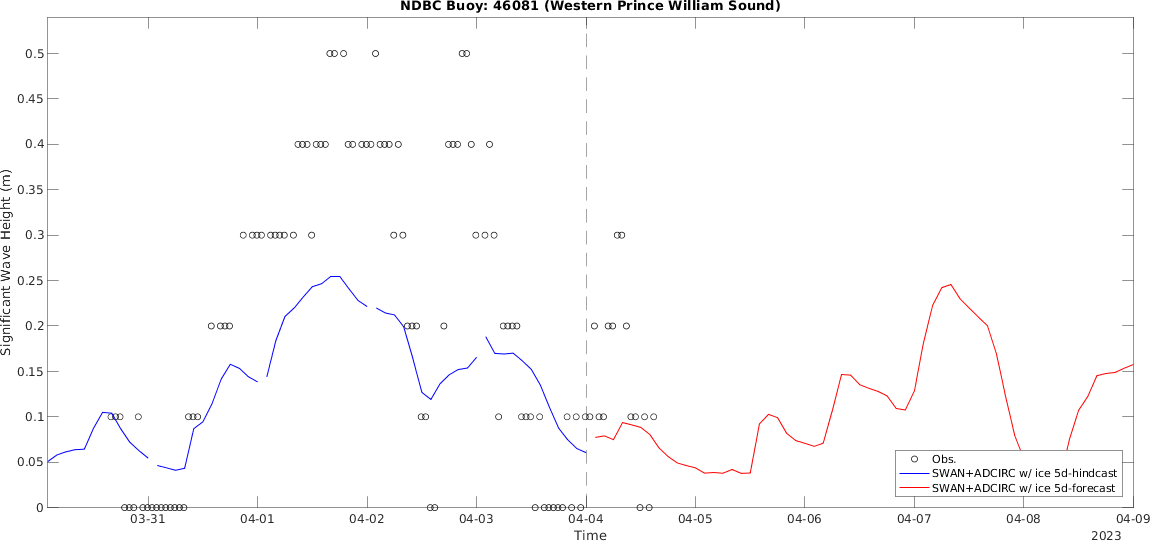 NDBC Buoy: 46081 (Western Prince William Sound)
Significant Wave Height (m)
0.5
0.45
0.4
0.35
0.3
0.25
0.2
0.15
0.1
0.05
0
Obs.
SWAN+ADCIRC w/ ice 5d-hindcast
SWAN+ADCIRC w/ ice 5d-forecast
03-31 04-01 04-02 04-03 04-04 04-05 04-06 04-07 04-08 04-09
Time
2023